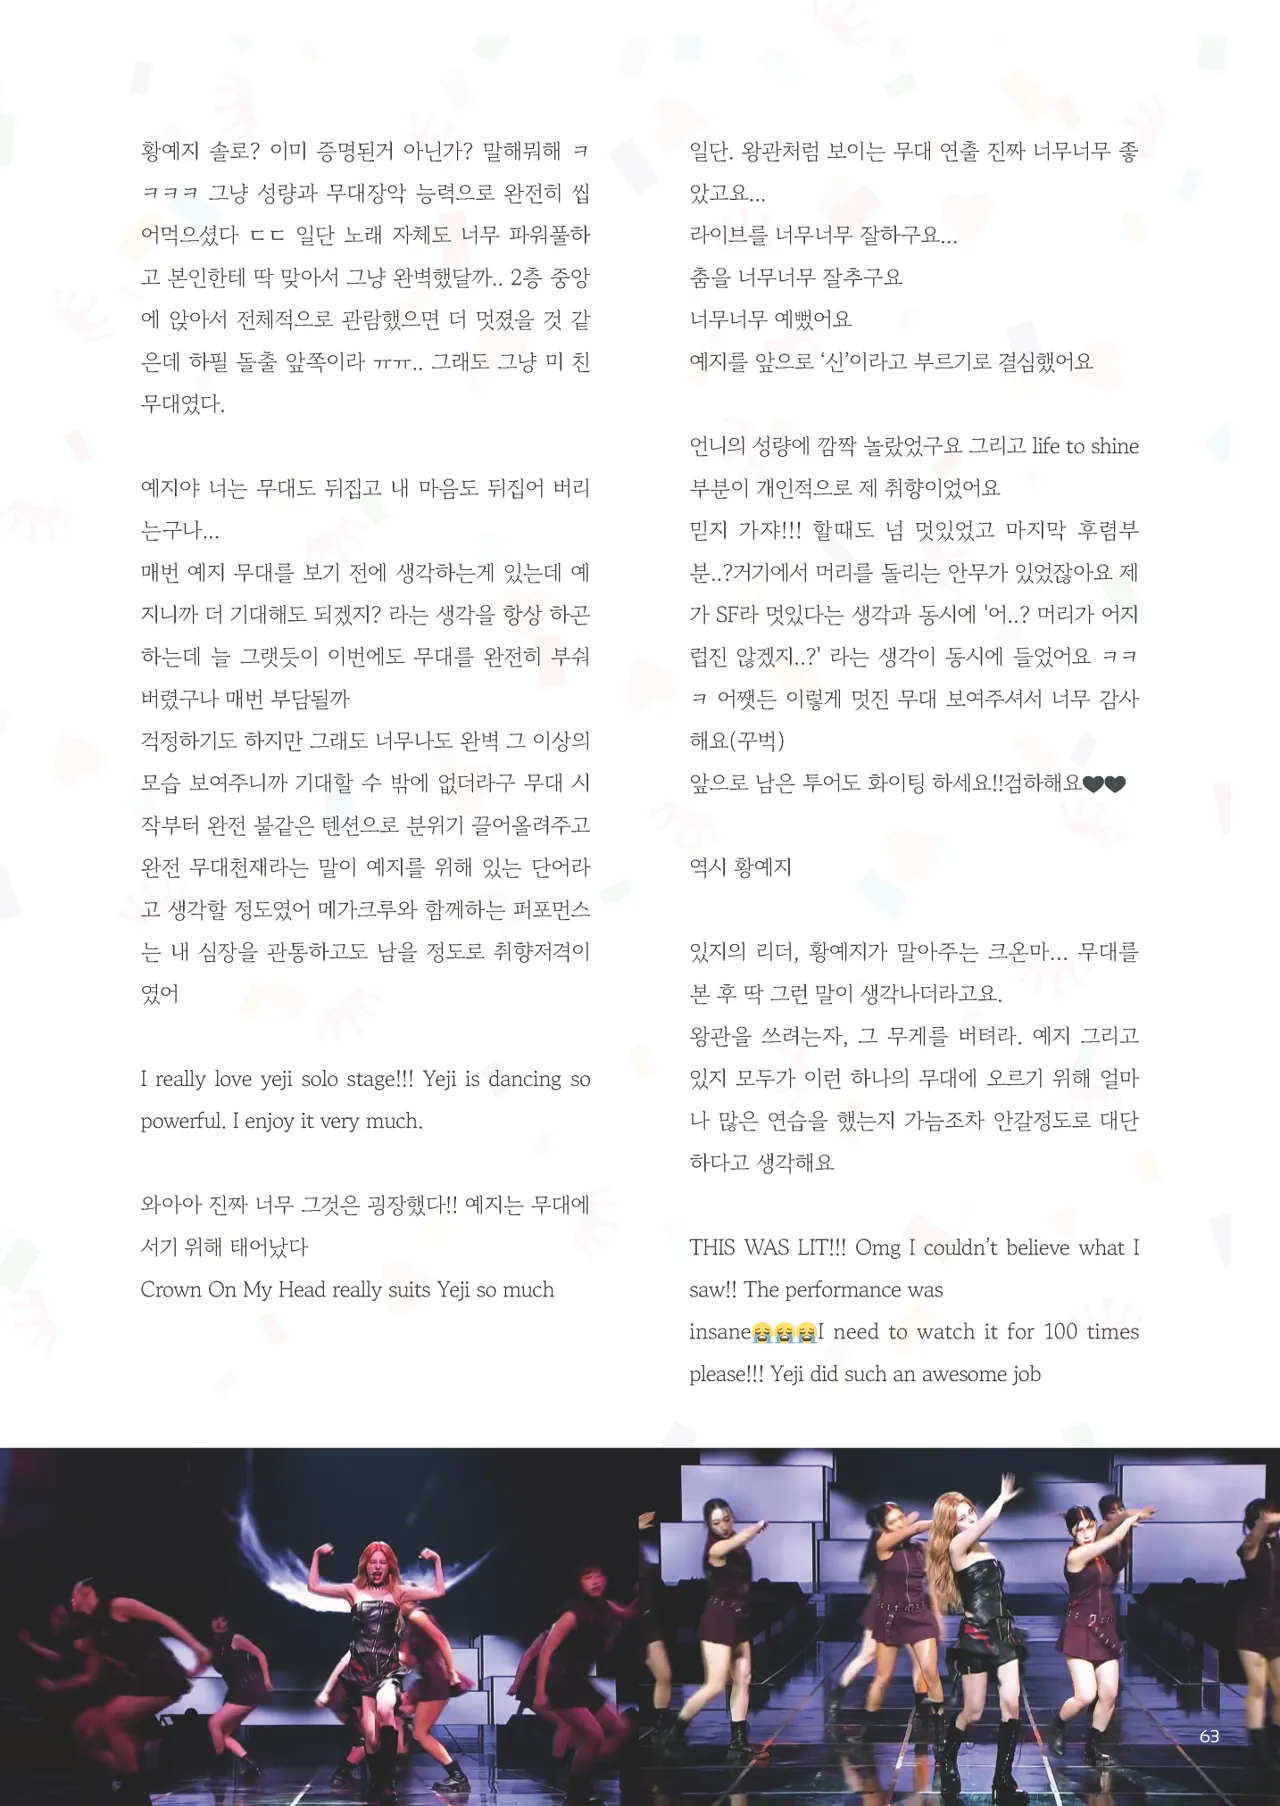 황예지 솔로? 이미 증명된거 아닌가? 말해뭐해 ㅋ
ㅋㅋㅋㅋ 그냥 성량과 무대장악 능력으로 완전히 씹
어먹으셨다 ㄷㄷ 일단 노래 자체도 너무 파워풀하
고 본인한테 딱 맞아서 그냥 완벽했달까.. 2층 중앙
에 앉아서 전체적으로 관람했으면 더 멋졌을 것 같
은데 하필 돌출 앞쪽이라 ㅠㅠ.. 그래도 그냥 미 친
무대였다.
예지야 너는 무대도 뒤집고 내 마음도 뒤집어 버리
는구나...
매번 예지 무대를 보기 전에 생각하는게 있는데 예
지니까 더 기대해도 되겠지? 라는 생각을 항상 하곤
하는데 늘 그랫듯이 이번에도 무대를 완전히 부숴
버렸구나 매번 부담될까
걱정하기도 하지만 그래도 너무나도 완벽 그 이상의
모습 보여주니까 기대할 수 밖에 없더라구 무대 시
작부터 완전 불같은 텐션으로 분위기 끌어올려주고
완전 무대천재라는 말이 예지를 위해 있는 단어라
고 생각할 정도였어 메가크루와 함께하는 퍼포먼스
는 내 심장을 관통하고도 남을 정도로 취향저격이
였어
I really love yeji solo stage!!! Yeji is dancing so
powerful. I enjoy it very much.
와아아 진짜 너무 그것은 굉장했다!! 예지는 무대에
서기 위해 태어났다
Crown On My Head really suits Yeji so much
일단. 왕관처럼 보이는 무대 연출 진짜 너무너무 좋
았고요...
라이브를 너무너무 잘하구요...
춤을 너무너무 잘추구요
너무너무 예뻤어요
예지를 앞으로 ‘신’이라고 부르기로 결심했어요
언니의 성량에 깜짝 놀랐었구요 그리고 life to shine
부분이 개인적으로 제 취향이었어요
믿지 가쟈!!! 할때도 넘 멋있었고 마지막 후렴부
분..?거기에서 머리를 돌리는 안무가 있었잖아요 제
가 SF라 멋있다는 생각과 동시에 '어..? 머리가 어지
럽진 않겠지..?' 라는 생각이 동시에 들었어요 ㅋㅋ
ㅋ 어쨋든 이렇게 멋진 무대 보여주셔서 너무 감사
해요(꾸벅)
앞으로 남은 투어도 화이팅 하세요!!검하해요🖤🖤
역시 황예지
있지의 리더, 황예지가 말아주는 크온마... 무대를
본 후 딱 그런 말이 생각나더라고요.
왕관을 쓰려는자, 그 무게를 버텨라. 예지 그리고
있지 모두가 이런 하나의 무대에 오르기 위해 얼마
나 많은 연습을 했는지 가늠조차 안갈정도로 대단
하다고 생각해요
THIS WAS LIT!!! Omg I couldn’t believe what I
saw!! The performance was
insane😭😭😭I need to watch it for 100 times
please!!! Yeji did such an awesome job
63